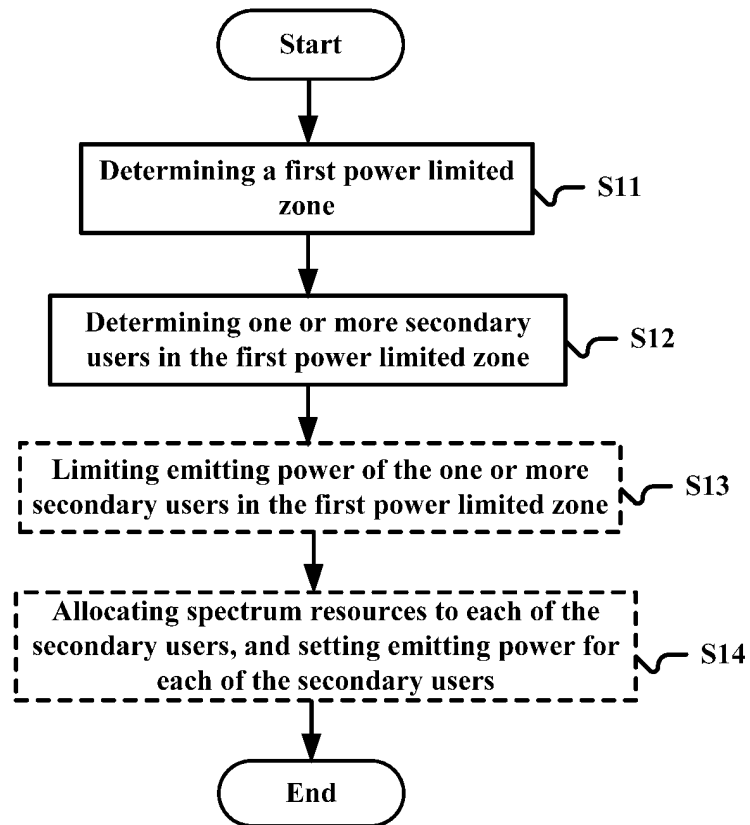 Start
Determining a first power limited
zone
S11
Determining one or more secondary
users in the first power limited zone
S12
Limiting emitting power of the one or more
secondary users in the first power limited zone
S13
Allocating spectrum resources to each of the
secondary users, and setting emitting power for
each of the secondary users
S14
End